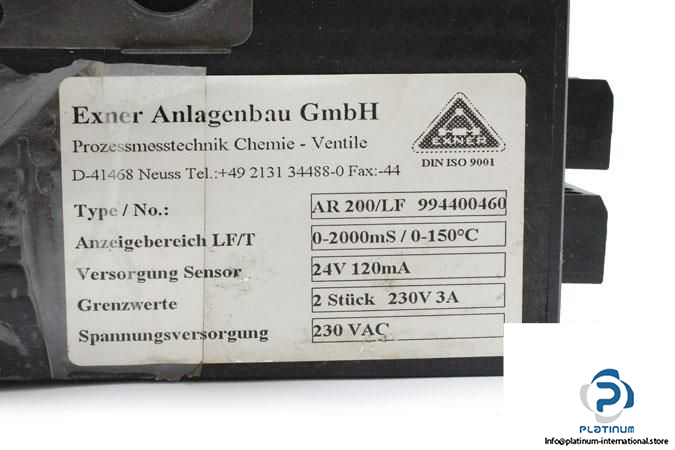 Exner Anlagenbau GmbH
Prozessmesstechnik Chemie - Ventile
D-41468 Neuss Tel.:+49 2131 34488-0 Fax:-44
EXNER
DIN ISO 9001
Type / No.: AR 200/LF 994400460
Anzeigebereich LF/T 0-2000mS / 0-150°C
Versorgung Sensor 24V 120mA
Grenzwerte 2 Stück 230V 3A
Spannungsversorgung 230 VAC
PLATINUM
Info@platinum-international.store